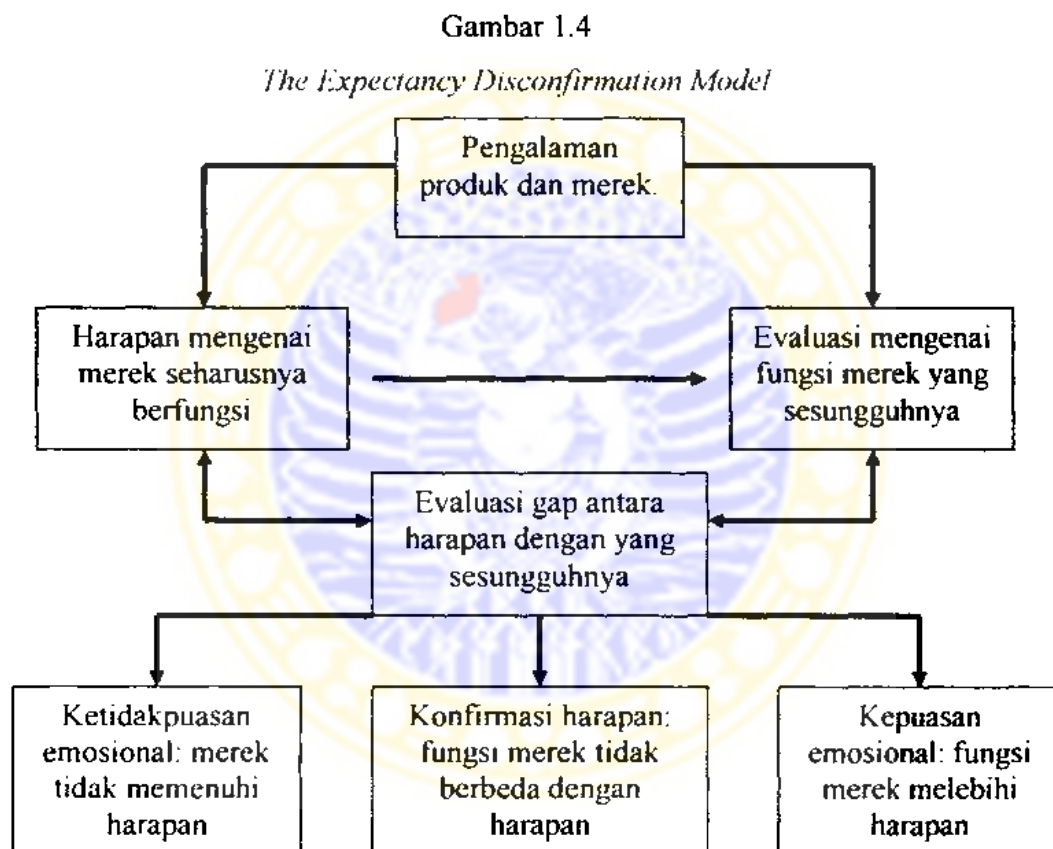 Gambar 1.4
The Expectancy Disconfirmation Model
Pengalaman
produk dan merek.
Harapan mengenai
merek seharusnya
berfungsi
Evaluasi mengenai
fungsi merek yang
sesungguhnya
Evaluasi gap antara
harapan dengan yang
sesungguhnya
Ketidakpuasan
emosional: merek
tidak memenuhi
harapan
Konfirmasi harapan:
fungsi merek tidak
berbeda dengan
harapan
Kepuasan
emosional: fungsi
merek melebihi
harapan